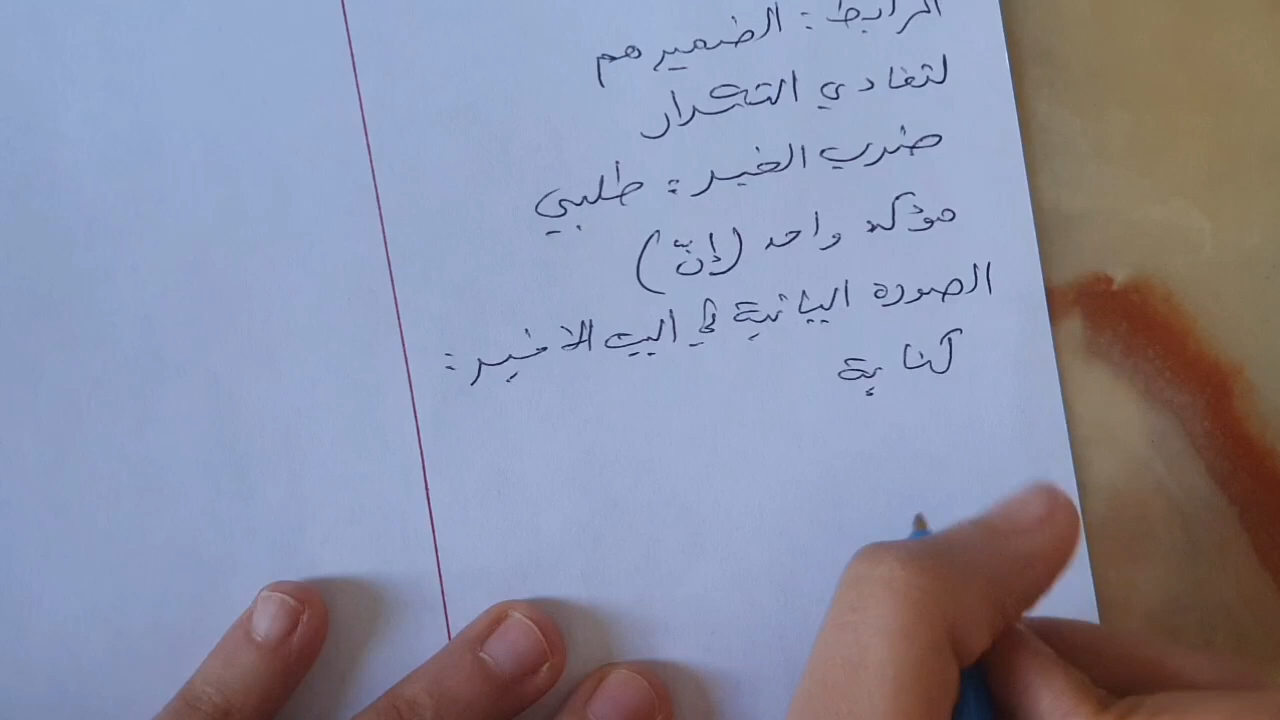 الرابط : الضمير هم
لتفادي التكرار
ضرب الخبر : طلبي
مؤكد واحد (إنّ)
الصورة البيانية في البيت الأخير :
كناية